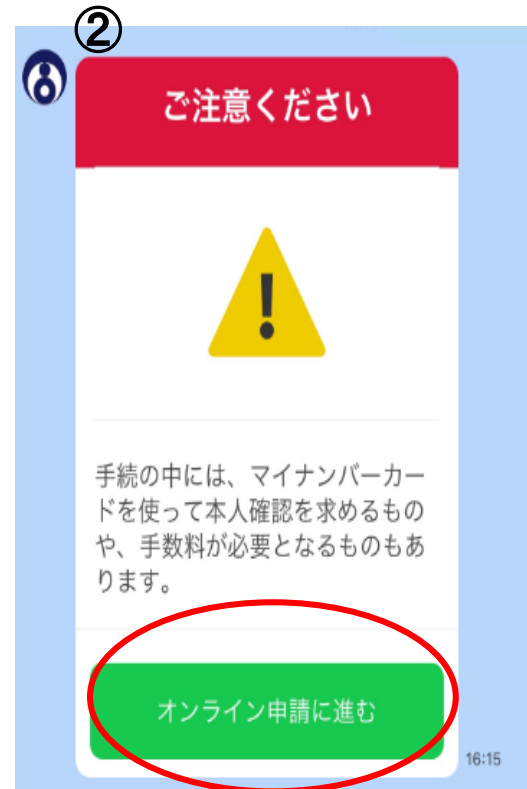 ②
ご注意ください
手続の中には、マイナンバーカー
ドを使って本人確認を求めるもの
や、手数料が必要となるものもあ
ります。
オンライン申請に進む
16:15